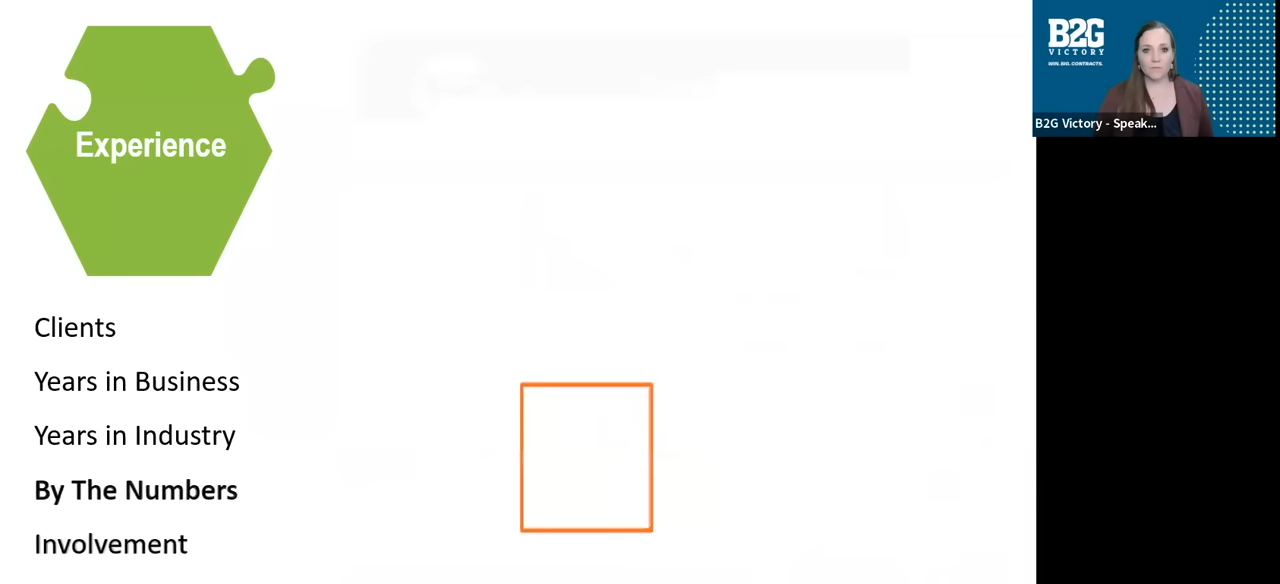 Experience
Clients
Years in Business
Years in Industry
By The Numbers
Involvement
B2G
VICTORY
WIN. BIG. CONTRACTS.
B2G Victory - Speak...